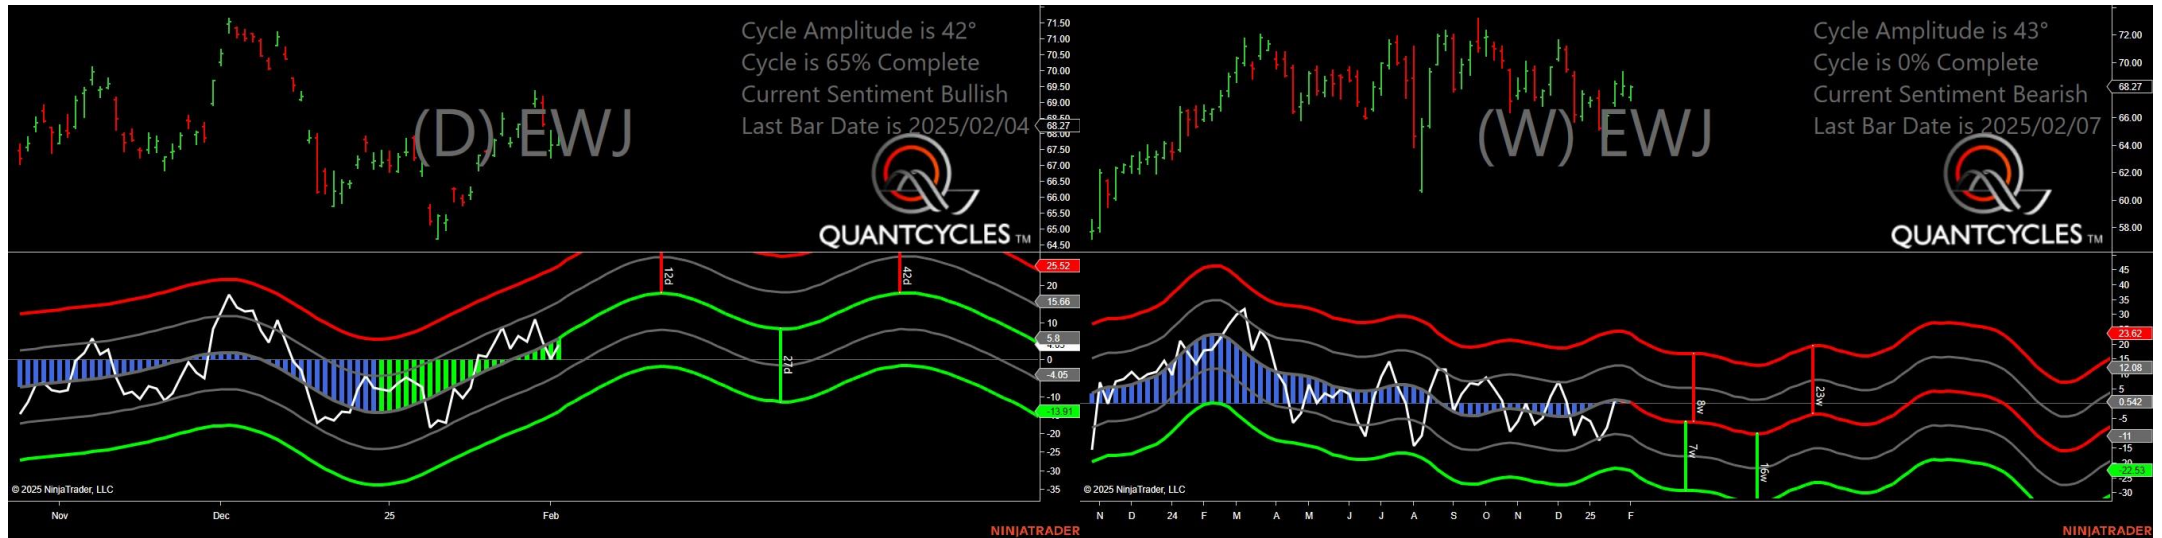 Cycle Amplitude is 42°
Cycle is 65% Complete
Current Sentiment Bullish
Last Bar Date is 2025/02/04
(D) EWJ
QUANTCYCLES TM
71.50
71.00
70.50
70.00
69.50
69.00
68.50
68.27
68.00
67.50
67.00
66.50
66.00
65.50
65.00
64.50
12d
42d
27d
25.52
20
15.66
10
5.8
0
-4.05
-10
-13.91
-20
-25
-30
-35
© 2025 NinjaTrader, LLC
Nov
Dec
25
Feb
NINJATRADER
Cycle Amplitude is 43°
Cycle is 0% Complete
Current Sentiment Bearish
Last Bar Date is 2025/02/07
(W) EWJ
QUANTCYCLES TM
72.00
70.00
68.27
66.00
64.00
62.00
60.00
58.00
8w
23w
7w
16w
45
40
35
30
23.62
20
15
12.08
5
0.542
-5
-11
-15
-22.53
-25
-30
© 2025 NinjaTrader, LLC
N D 24 F M A M J J A S O N D 25 F
NINJATRADER